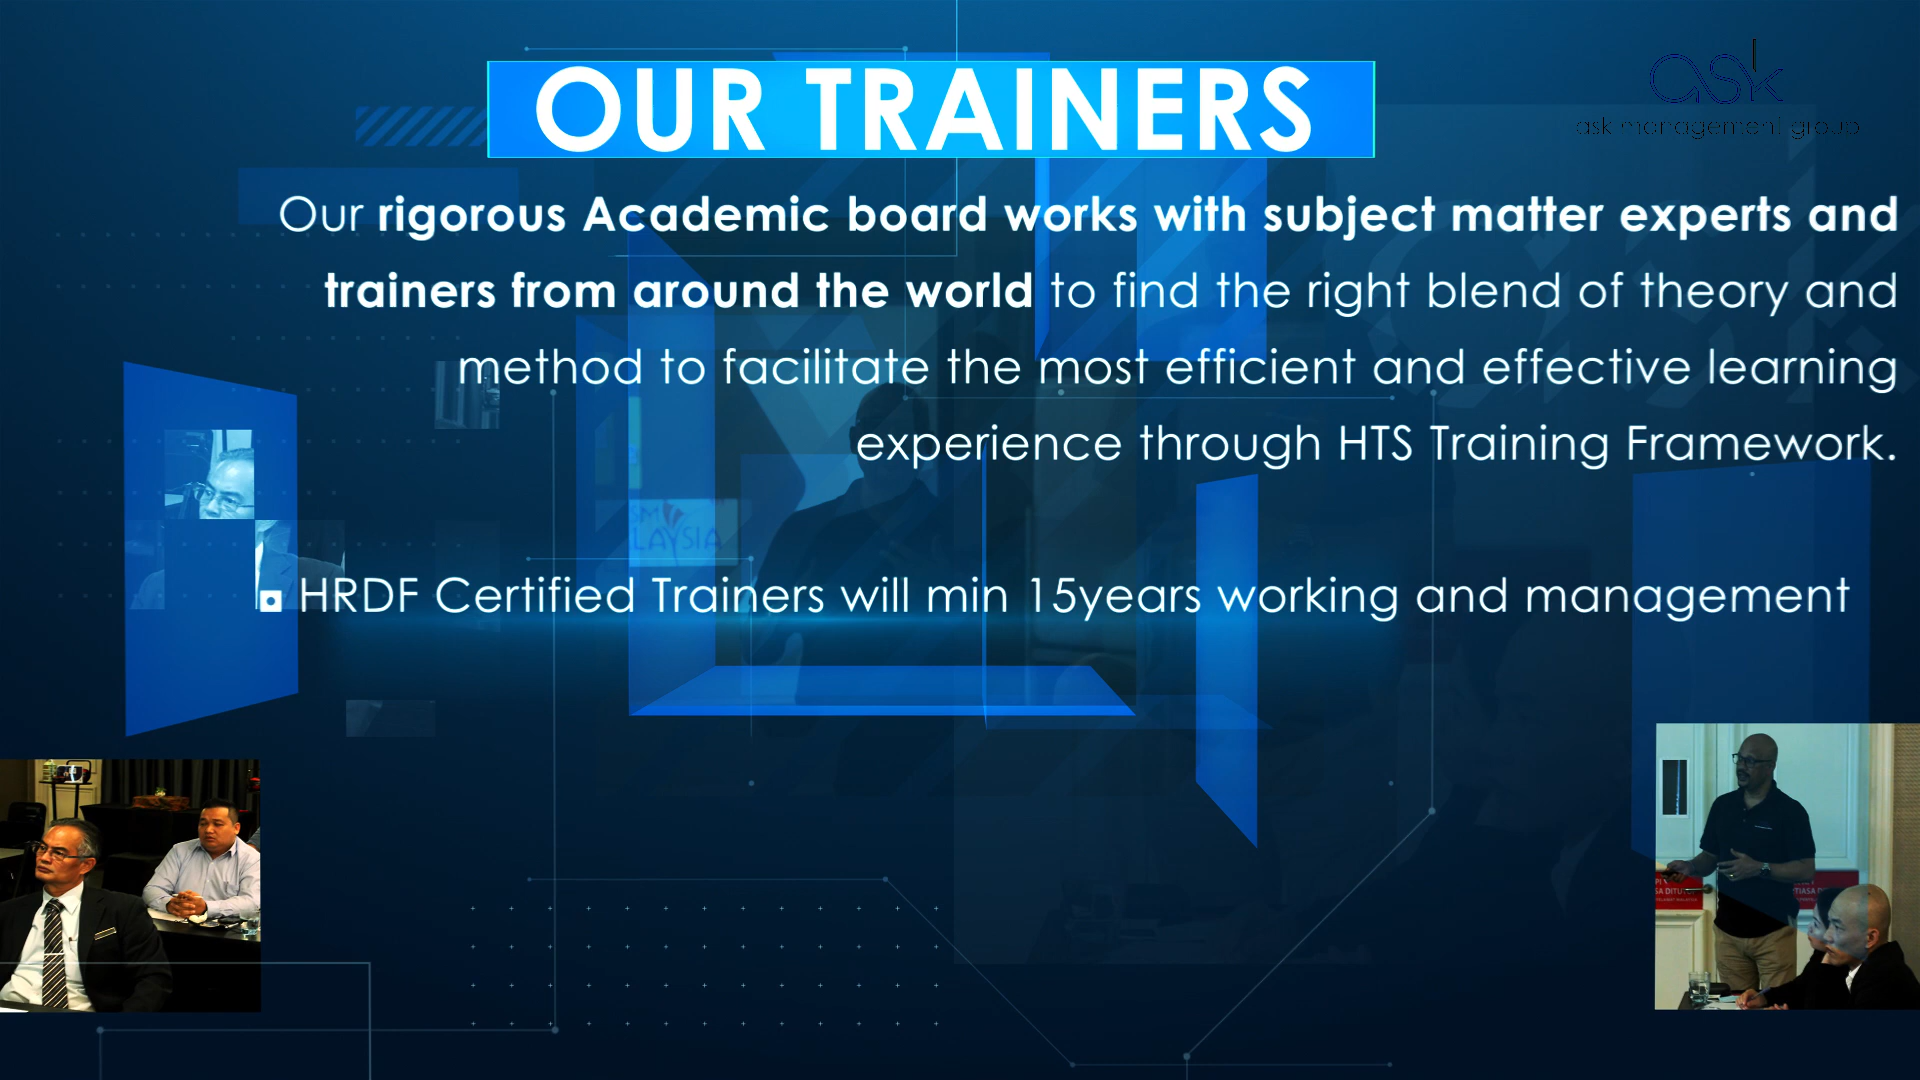 OUR TRAINERS
ask
ask management group
Our rigorous Academic board works with subject matter experts and
trainers from around the world to find the right blend of theory and
method to facilitate the most efficient and effective learning
experience through HTS Training Framework.
SM
LAYSIA
HRDF Certified Trainers will min 15years working and management